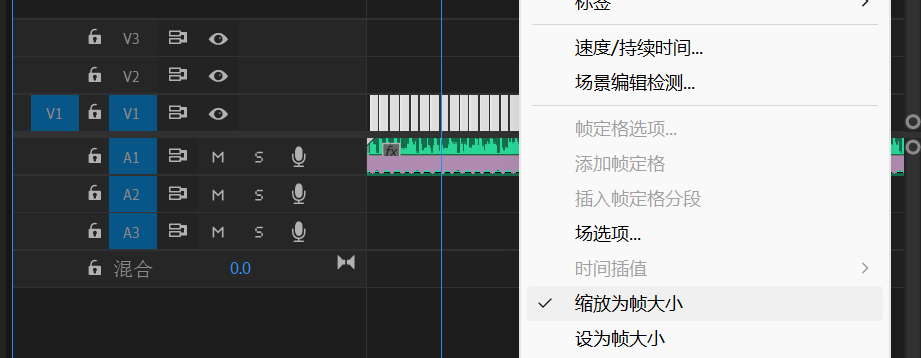 标签
V3
速度/持续时间...
V2
场景编辑检测...
V1 V1
帧定格选项...
fx
A1 M S
添加帧定格
A2 M S
插入帧定格分段
A3 M S
场选项...
混合 0.0
时间插值
缩放为帧大小
设为帧大小